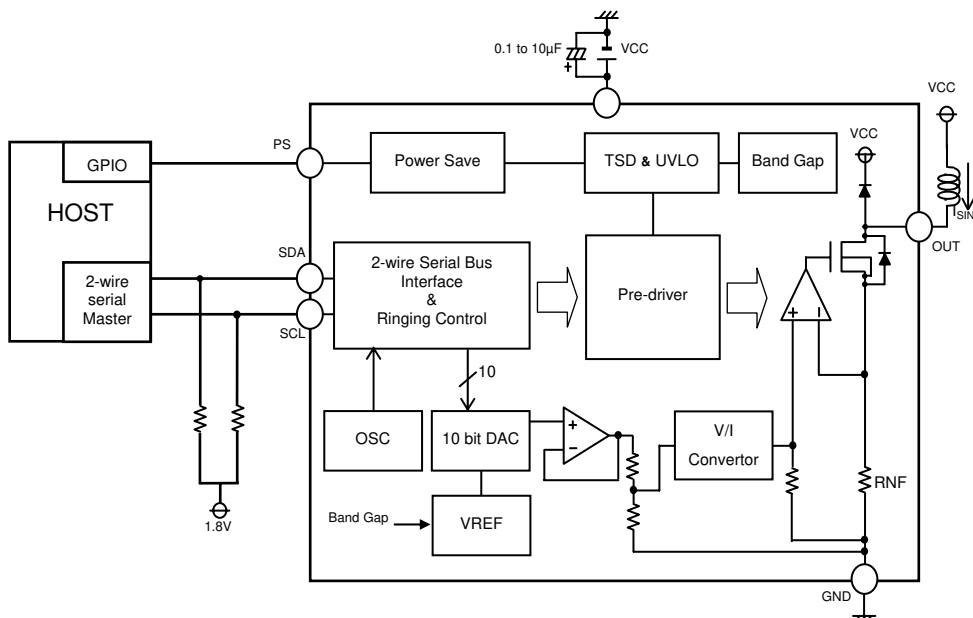 0.1 to 10µF
VCC
VCC
VCC
GPIO
HOST
2-wire
serial
Master
PS
SDA
SCL
Power Save
TSD & UVLO
Band Gap
2-wire Serial Bus
Interface
&
Ringing Control
Pre-driver
SIN
OUT
+
-
10
OSC
10 bit DAC
+
-
V/I
Convertor
RNF
Band Gap
VREF
1.8V
GND
+